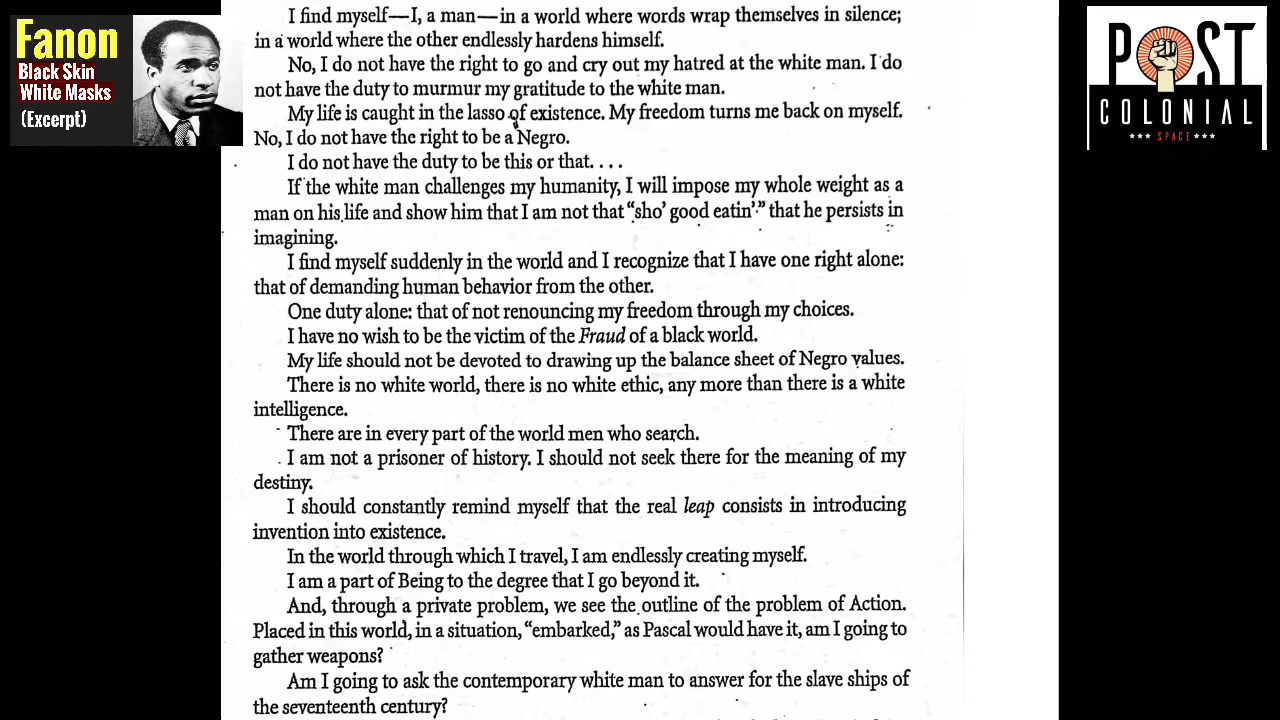 Fanon
Black Skin
White Masks
(Excerpt)
I find myself—I, a man—in a world where words wrap themselves in silence;
in a world where the other endlessly hardens himself.
No, I do not have the right to go and cry out my hatred at the white man. I do
not have the duty to murmur my gratitude to the white man.
My life is caught in the lasso of existence. My freedom turns me back on myself.
No, I do not have the right to be a Negro.
I do not have the duty to be this or that. . . .
If the white man challenges my humanity, I will impose my whole weight as a
man on his life and show him that I am not that “sho’ good eatin’” that he persists in
imagining.
I find myself suddenly in the world and I recognize that I have one right alone:
that of demanding human behavior from the other.
One duty alone: that of not renouncing my freedom through my choices.
I have no wish to be the victim of the Fraud of a black world.
My life should not be devoted to drawing up the balance sheet of Negro values.
There is no white world, there is no white ethic, any more than there is a white
intelligence.
There are in every part of the world men who search.
I am not a prisoner of history. I should not seek there for the meaning of my
destiny.
I should constantly remind myself that the real leap consists in introducing
invention into existence.
In the world through which I travel, I am endlessly creating myself.
I am a part of Being to the degree that I go beyond it.
And, through a private problem, we see the outline of the problem of Action.
Placed in this world, in a situation, “embarked,” as Pascal would have it, am I going to
gather weapons?
Am I going to ask the contemporary white man to answer for the slave ships of
the seventeenth century?
POST
COLONIAL
SPACE